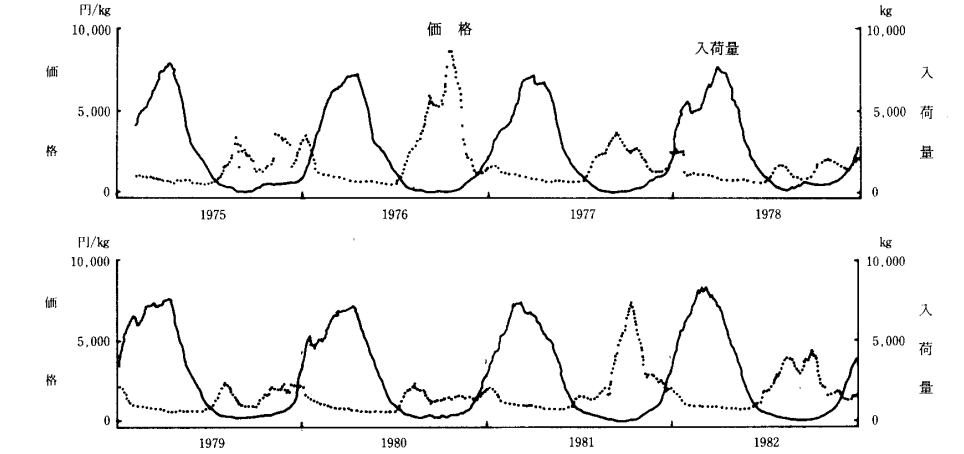 円/kg kg
10,000 価 格 10,000
入荷量
価 入
5,000 5,000 荷
格 量
0 0
1975 1976 1977 1978
円/kg kg
10,000 10,000
価 入
5,000 5,000 荷
格 量
0 0
1979 1980 1981 1982